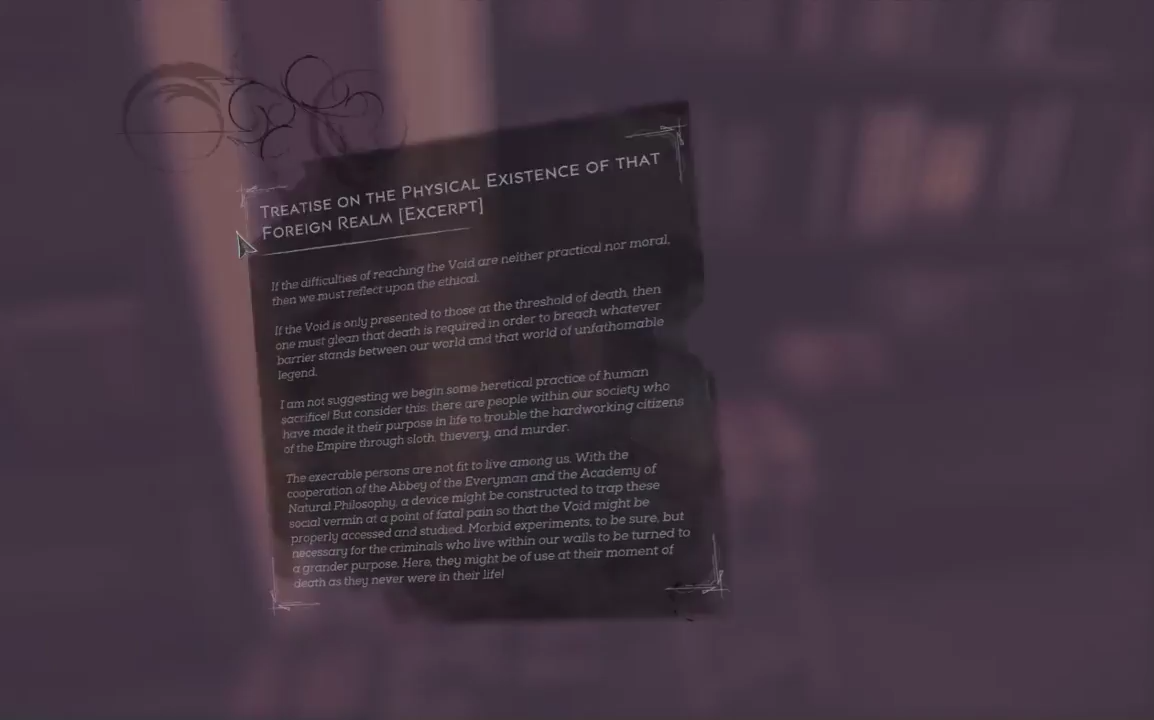 TREATISE ON THE PHYSICAL EXISTENCE OF THAT
FOREIGN REALM [EXCERPT]
If the difficulties of reaching the Void are neither practical nor moral,
then we must reflect upon the ethical.
If the Void is only presented to those at the threshold of death, then
one must glean that death is required in order to breach whatever
barrier stands between our world and that world of unfathomable
legend.
I am not suggesting we begin some heretical practice of human
sacrifice! But consider this: there are people within our society who
have made it their purpose in life to trouble the hardworking citizens
of the Empire through sloth, thievery, and murder.
The execrable persons are not fit to live among us. With the
cooperation of the Abbey of the Everyman and the Academy of
Natural Philosophy, a device might be constructed to trap these
social vermin at a point of fatal pain so that the Void might be
properly accessed and studied. Morbid experiments, to be sure, but
necessary for the criminals who live within our walls to be turned to
a grander purpose. Here, they might be of use at their moment of
death as they never were in their life!